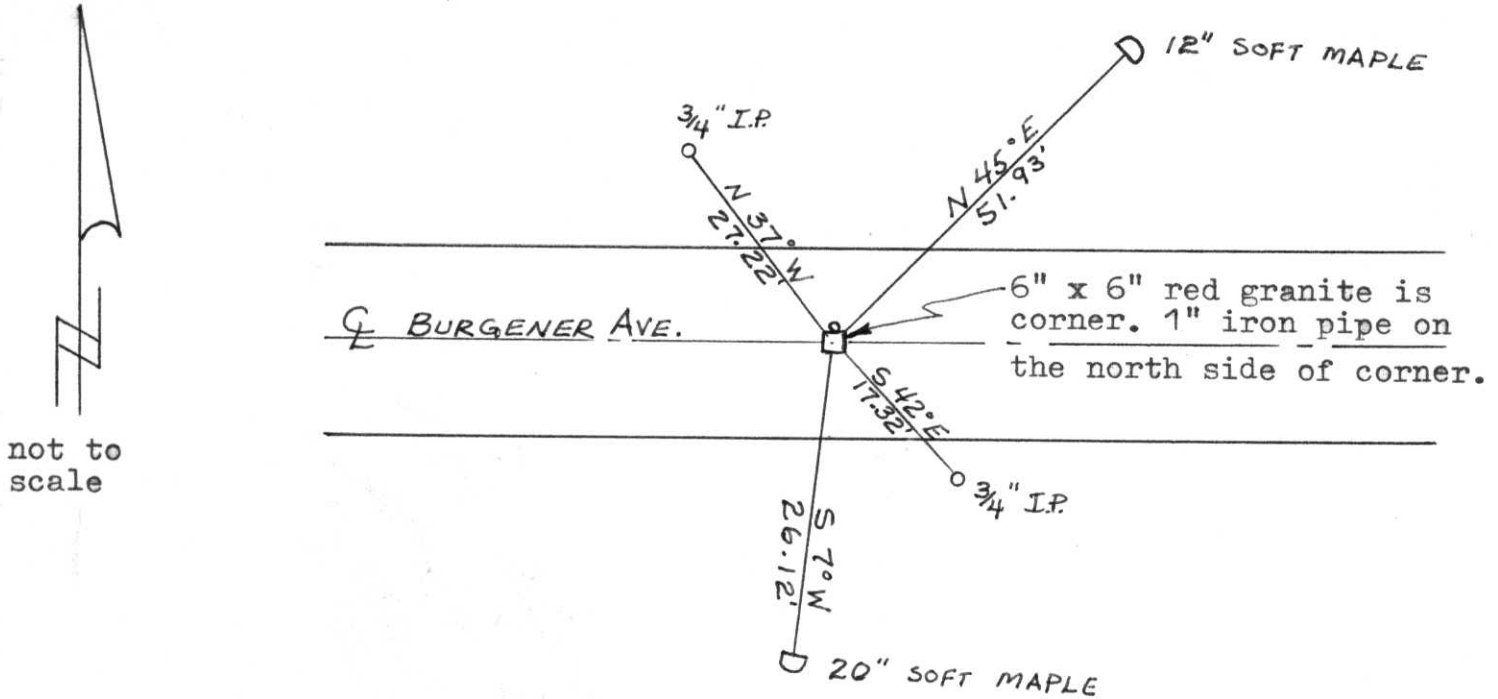 12" SOFT MAPLE
3/4" I.P.
N 45° E
51.93'
N 37° W
27.22'
6" x 6" red granite is
corner. 1" iron pipe on
the north side of corner.
℄ BURGENER AVE.
S 42° E
17.32'
not to
scale
3/4" I.P.
S 7° W
26.12'
20" SOFT MAPLE